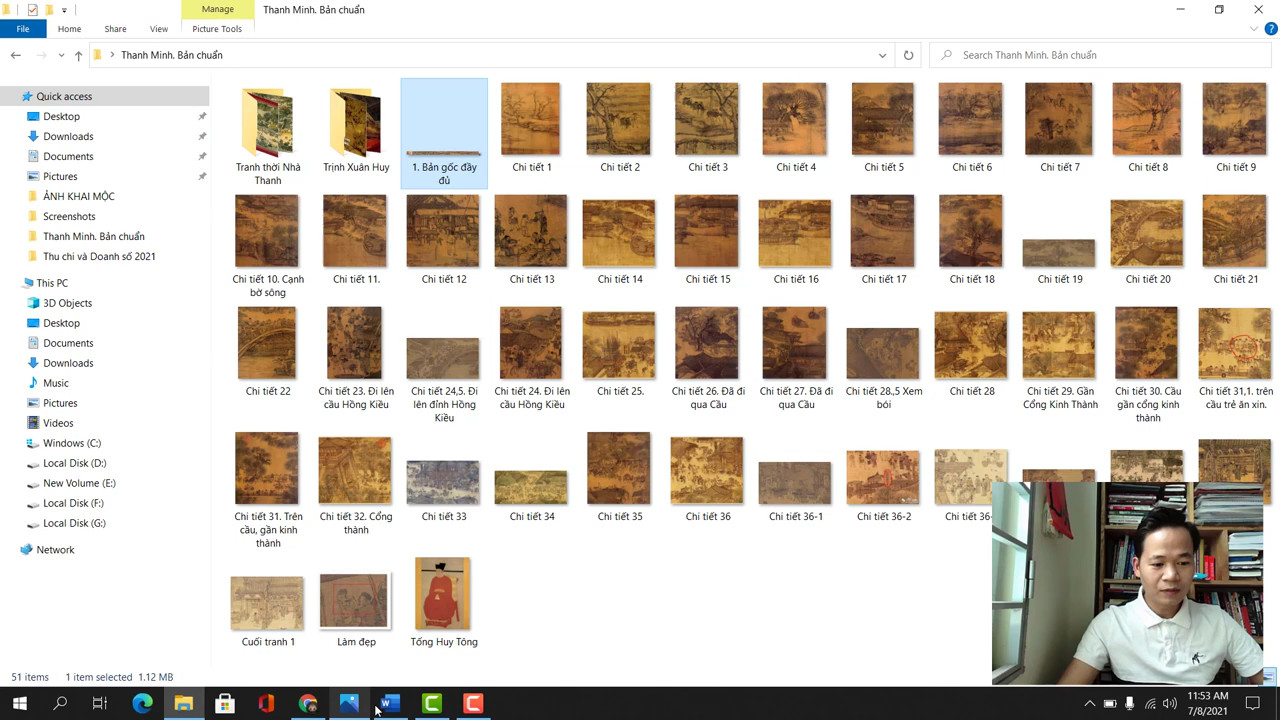 Manage
Thanh Minh. Bản chuẩn
File
Home
Share
View
Picture Tools
Thanh Minh. Bản chuẩn
Search Thanh Minh. Bản chuẩn
Quick access
Desktop
Downloads
Documents
Pictures
ẢNH KHAI MỘC
Screenshots
Thanh Minh. Bản chuẩn
Thu chi và Doanh số 2021
This PC
3D Objects
Desktop
Documents
Downloads
Music
Pictures
Videos
Windows (C:)
Local Disk (D:)
New Volume (E:)
Local Disk (F:)
Local Disk (G:)
Network
Tranh thời Nhà
Thanh
Trịnh Xuân Huy
1. Bản gốc đầy
đủ
Chi tiết 1
Chi tiết 2
Chi tiết 3
Chi tiết 4
Chi tiết 5
Chi tiết 6
Chi tiết 7
Chi tiết 8
Chi tiết 9
Chi tiết 10. Cạnh
bờ sông
Chi tiết 11.
Chi tiết 12
Chi tiết 13
Chi tiết 14
Chi tiết 15
Chi tiết 16
Chi tiết 17
Chi tiết 18
Chi tiết 19
Chi tiết 20
Chi tiết 21
Chi tiết 22
Chi tiết 23. Đi lên
cầu Hồng Kiều
Chi tiết 24,5. Đi
lên đỉnh Hồng
Kiều
Chi tiết 24. Đi lên
cầu Hồng Kiều
Chi tiết 25.
Chi tiết 26. Đã đi
qua Cầu
Chi tiết 27. Đã đi
qua Cầu
Chi tiết 28.,5 Xem
bói
Chi tiết 28
Chi tiết 29. Gần
Cổng Kinh Thành
Chi tiết 30. Cầu
gần cổng kinh
thành
Chi tiết 31,1. trên
cầu trẻ ăn xin.
Chi tiết 31. Trên
cầu, gần kinh
thành
Chi tiết 32. Cổng
thành
Chi tiết 33
Chi tiết 34
Chi tiết 35
Chi tiết 36
Chi tiết 36-1
Chi tiết 36-2
Chi tiết 36-
Cuối tranh 1
Làm đẹp
Tống Huy Tông
51 items
1 item selected
1.12 MB
11:53 AM
7/8/2021